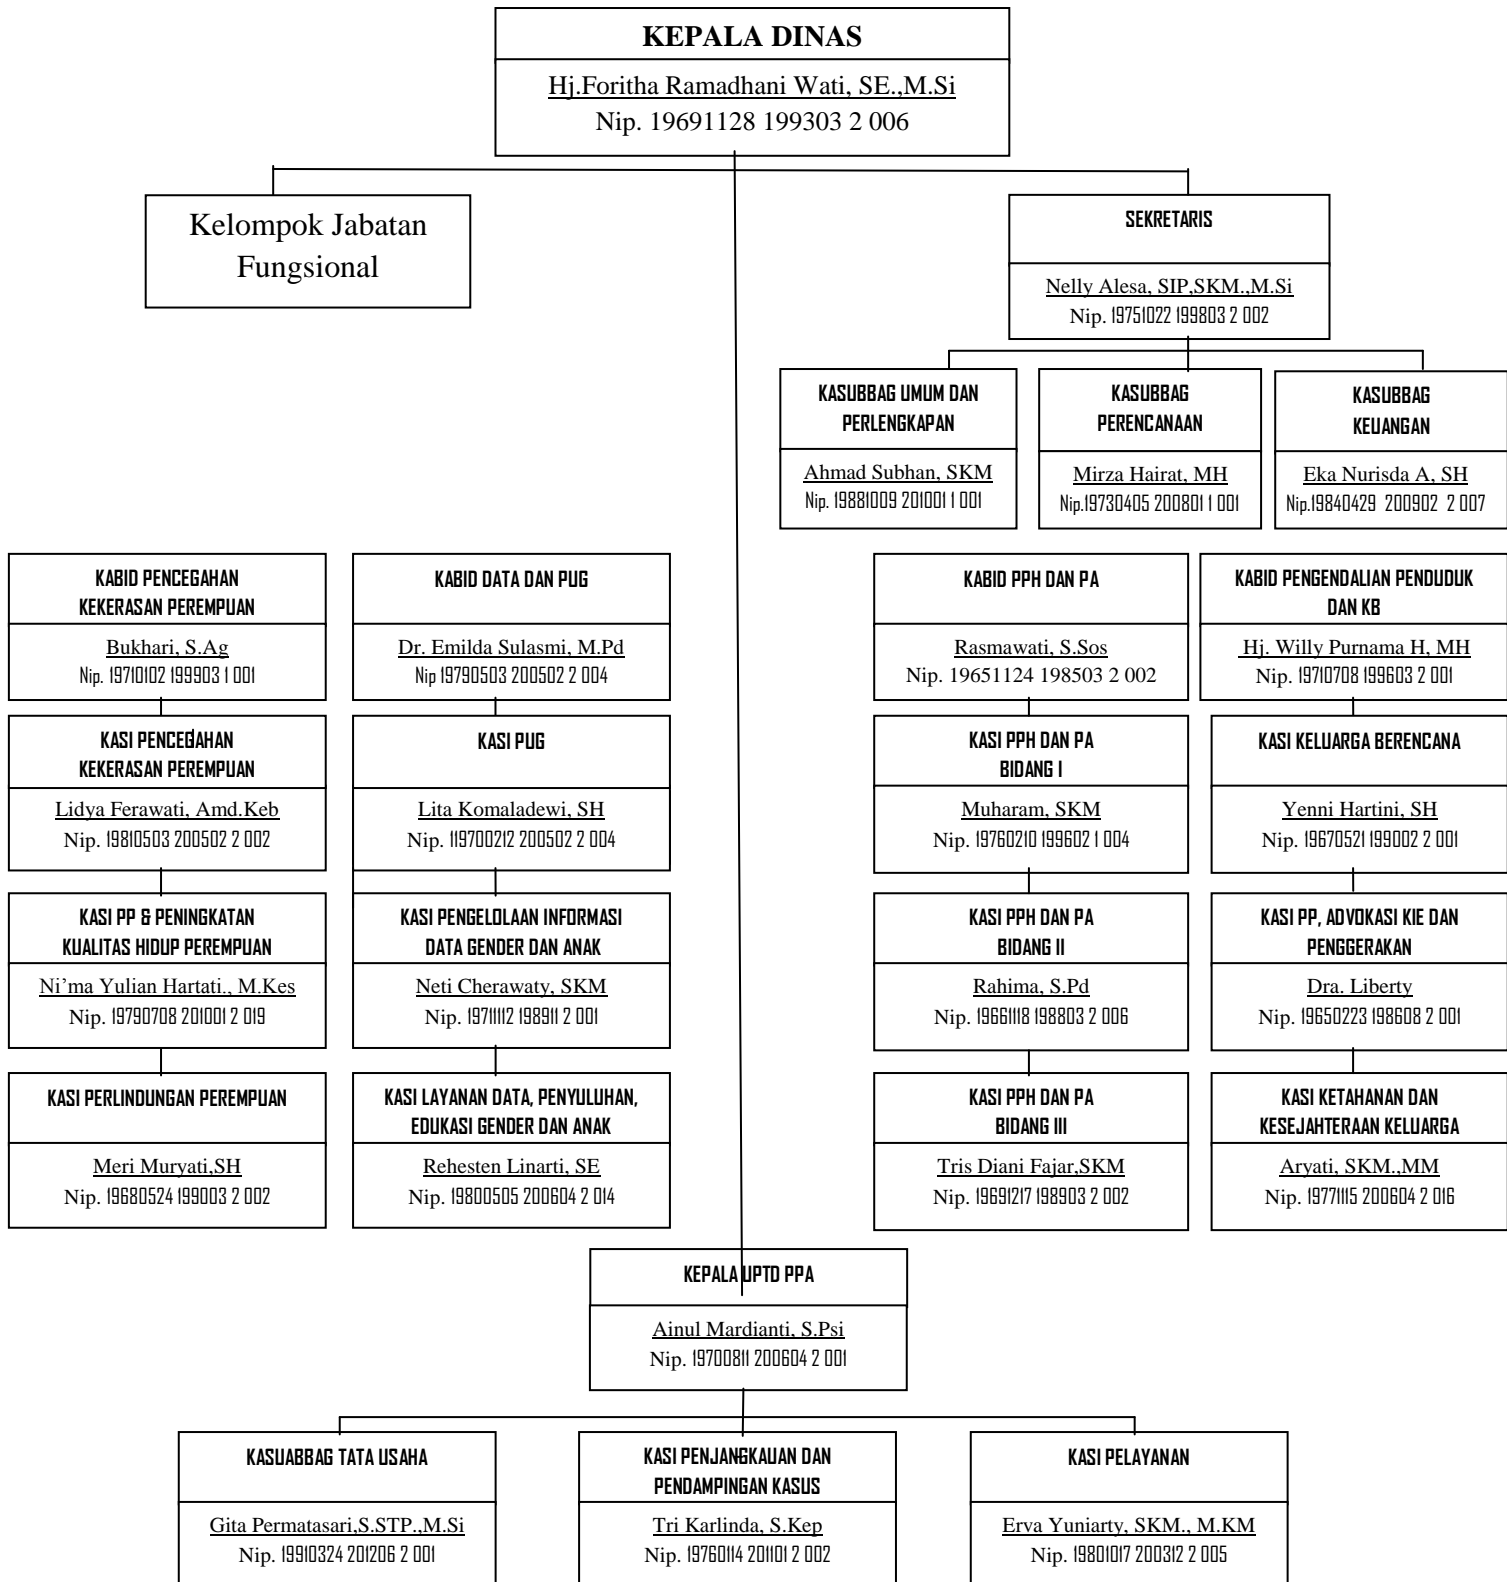 KEPALA DINAS
Hj.Foritha Ramadhani Wati, SE.,M.Si
Nip. 19691128 199303 2 006
Kelompok Jabatan
Fungsional
SEKRETARIS
Nelly Alesa, SIP,SKM.,M.Si
Nip. 19751022 199803 2 002
KASUBBAG UMUM DAN
PERLENGKAPAN
Ahmad Subhan, SKM
Nip. 19881009 201001 1 001
KASUBBAG
PERENCANAAN
Mirza Hairat, MH
Nip.19730405 200801 1 001
KASUBBAG
KEUANGAN
Eka Nurisda A, SH
Nip.19840429 200902 2 007
KABID PENCEGAHAN
KEKERASAN PEREMPUAN
Bukhari, S.Ag
Nip. 19710102 199903 1 001
KABID DATA DAN PUG
Dr. Emilda Sulasmi, M.Pd
Nip 19790503 200502 2 004
KABID PPH DAN PA
Rasmawati, S.Sos
Nip. 19651124 198503 2 002
KABID PENGENDALIAN PENDUDUK
DAN KB
Hj. Willy Purnama H, MH
Nip. 19710708 199603 2 001
KASI PENCEGAHAN
KEKERASAN PEREMPUAN
Lidya Ferawati, Amd.Keb
Nip. 19810503 200502 2 002
KASI PUG
Lita Komaladewi, SH
Nip. 119700212 200502 2 004
KASI PPH DAN PA
BIDANG I
Muharam, SKM
Nip. 19760210 199602 1 004
KASI KELUARGA BERENCANA
Yenni Hartini, SH
Nip. 19670521 199002 2 001
KASI PP & PENINGKATAN
KUALITAS HIDUP PEREMPUAN
Ni’ma Yulian Hartati., M.Kes
Nip. 19790708 201001 2 019
KASI PENGELOLAAN INFORMASI
DATA GENDER DAN ANAK
Neti Cherawaty, SKM
Nip. 19711112 198911 2 001
KASI PPH DAN PA
BIDANG II
Rahima, S.Pd
Nip. 19661118 198803 2 006
KASI PP, ADVOKASI KIE DAN
PENGGERAKAN
Dra. Liberty
Nip. 19650223 198608 2 001
KASI PERLINDUNGAN PEREMPUAN
Meri Muryati,SH
Nip. 19680524 199003 2 002
KASI LAYANAN DATA, PENYULUHAN,
EDUKASI GENDER DAN ANAK
Rehesten Linarti, SE
Nip. 19800505 200604 2 014
KASI PPH DAN PA
BIDANG III
Tris Diani Fajar,SKM
Nip. 19691217 198903 2 002
KASI KETAHANAN DAN
KESEJAHTERAAN KELUARGA
Aryati, SKM.,MM
Nip. 19771115 200604 2 016
KEPALA UPTD PPA
Ainul Mardianti, S.Psi
Nip. 19700811 200604 2 001
KASUABBAG TATA USAHA
Gita Permatasari,S.STP.,M.Si
Nip. 19910324 201206 2 001
KASI PENJANGKAUAN DAN
PENDAMPINGAN KASUS
Tri Karlinda, S.Kep
Nip. 19760114 201101 2 002
KASI PELAYANAN
Erva Yuniarty, SKM., M.KM
Nip. 19801017 200312 2 005